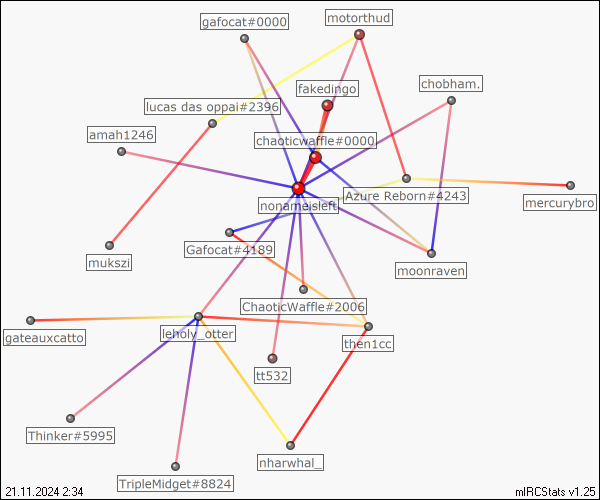 gafocat#0000
motorthud
fakedingo
chobham.
lucas das oppai#2396
amah1246
chaoticwaffle#0000
nonameisleft
Azure Reborn#4243
mercurybro
Gafocat#4189
mukszi
moonraven
ChaoticWaffle#2006
gateauxcatto
leholy_otter
then1cc
tt532
Thinker#5995
nharwhal_
TripleMidget#8824
21.11.2024 2:34
mIRCStats v1.25